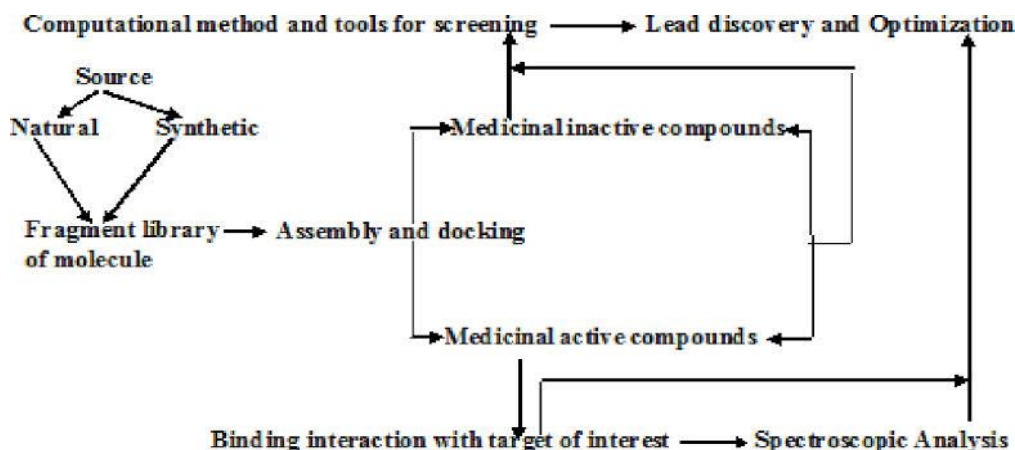 Computational method and tools for screening
Lead discovery and Optimization
Source
Natural
Synthetic
Medicinal inactive compounds
Fragment library
of molecule
Assembly and docking
Medicinal active compounds
Binding interaction with target of interest
Spectroscopic Analysis